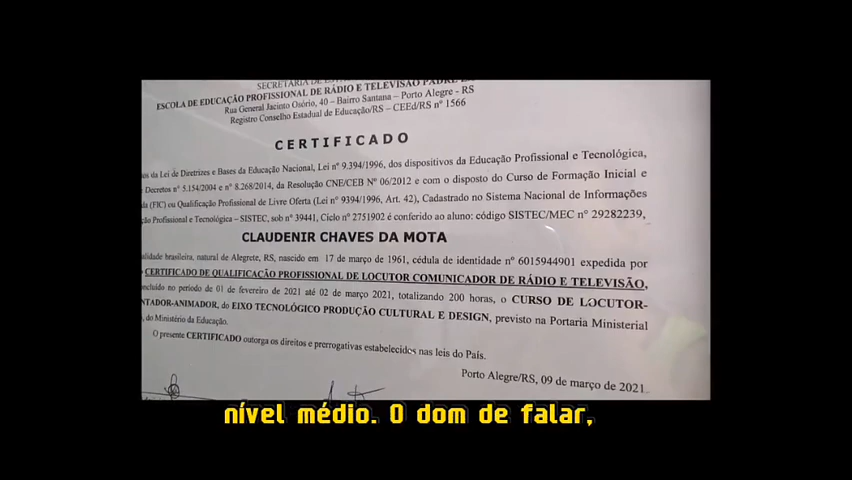 SECRETARIA DE
ESCOLA DE EDUCAÇÃO PROFISSIONAL DE RÁDIO E TELEVISÃO PADRE
Rua General Jacinto Osório, 40 – Bairro Santana – Porto Alegre - RS
Registro Conselho Estadual de Educação/RS – CEEd/RS nº 1566
CERTIFICADO
da Lei de Diretrizes e Bases da Educação Nacional, Lei nº 9.394/1996, dos dispositivos da Educação Profissional e Tecnológica,
Decretos nº 5.154/2004 e nº 8.268/2014, da Resolução CNE/CEB Nº 06/2012 e com o disposto do Curso de Formação Inicial e
da (FIC) ou Qualificação Profissional de Livre Oferta (Lei nº 9394/1996, Art. 42), Cadastrado no Sistema Nacional de Informações
ção Profissional e Tecnológica – SISTEC, sob nº 39441, Ciclo nº 2751902 é conferido ao aluno: código SISTEC/MEC nº 29282239,
CLAUDENIR CHAVES DA MOTA
alidade brasileira, natural de Alegrete, RS, nascido em 17 de março de 1961, cédula de identidade nº 6015944901 expedida por
o CERTIFICADO DE QUALIFICAÇÃO PROFISSIONAL DE LOCUTOR COMUNICADOR DE RÁDIO E TELEVISÃO,
ncluído no período de 01 de fevereiro de 2021 até 02 de março 2021, totalizando 200 horas, o CURSO DE LOCUTOR-
NTADOR-ANIMADOR, do EIXO TECNOLÓGICO PRODUÇÃO CULTURAL E DESIGN, previsto na Portaria Ministerial
, do Ministério da Educação.
O presente CERTIFICADO outorga os direitos e prerrogativas estabelecidos nas leis do País.
Porto Alegre/RS, 09 de março de 2021.
nível médio. O dom de falar,